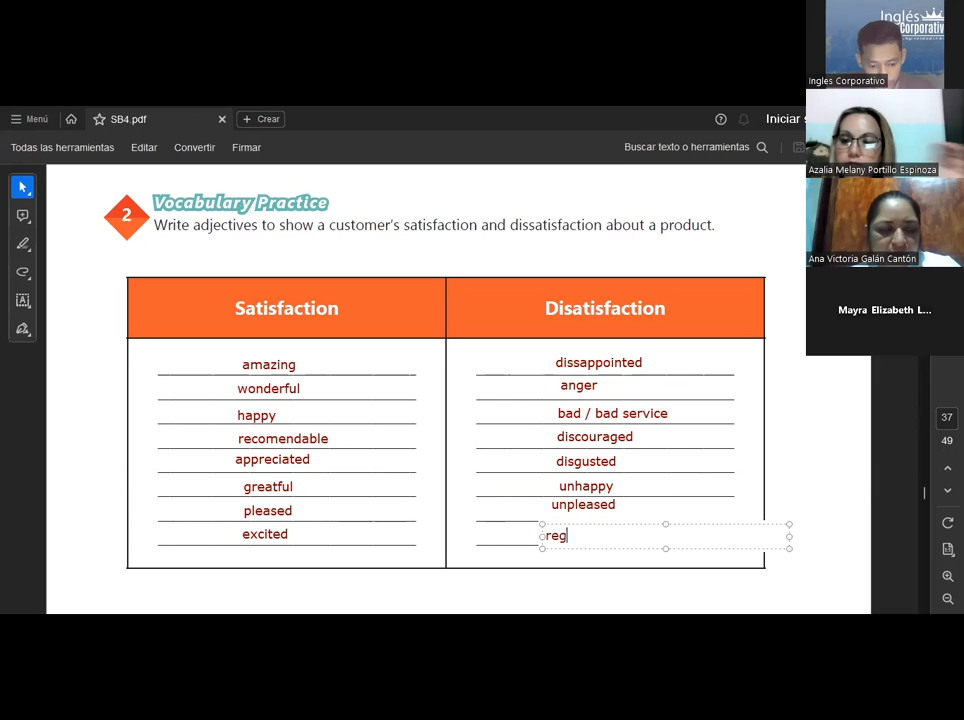 Inglés
Corporativo
Ingles Corporativo
Menú
SB4.pdf
Crear
Iniciar s
Todas las herramientas
Editar
Convertir
Firmar
Buscar texto o herramientas
Azalia Melany Portillo Espinoza
2
Vocabulary Practice
Write adjectives to show a customer's satisfaction and dissatisfaction about a product.
Ana Victoria Galán Cantón
Satisfaction
Disatisfaction
Mayra Elizabeth L...
amazing
dissappointed
wonderful
anger
happy
bad / bad service
recomendable
discouraged
appreciated
disgusted
greatful
unhappy
pleased
unpleased
excited
reg
37
49